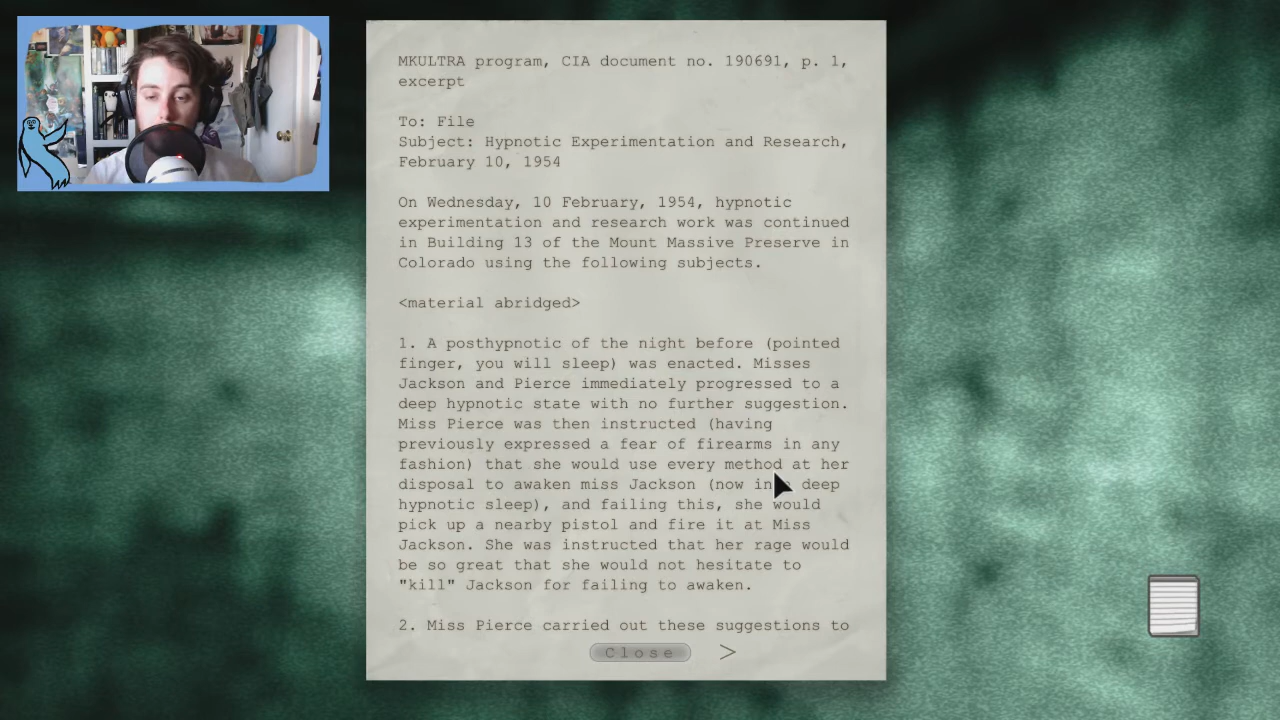 MKULTRA program, CIA document no. 190691, p. 1,
excerpt
To: File
Subject: Hypnotic Experimentation and Research,
February 10, 1954
On Wednesday, 10 February, 1954, hypnotic
experimentation and research work was continued
in Building 13 of the Mount Massive Preserve in
Colorado using the following subjects.
<material abridged>
1. A posthypnotic of the night before (pointed
finger, you will sleep) was enacted. Misses
Jackson and Pierce immediately progressed to a
deep hypnotic state with no further suggestion.
Miss Pierce was then instructed (having
previously expressed a fear of firearms in any
fashion) that she would use every method at her
disposal to awaken miss Jackson (now in a deep
hypnotic sleep), and failing this, she would
pick up a nearby pistol and fire it at Miss
Jackson. She was instructed that her rage would
be so great that she would not hesitate to
"kill" Jackson for failing to awaken.
2. Miss Pierce carried out these suggestions to
Close >